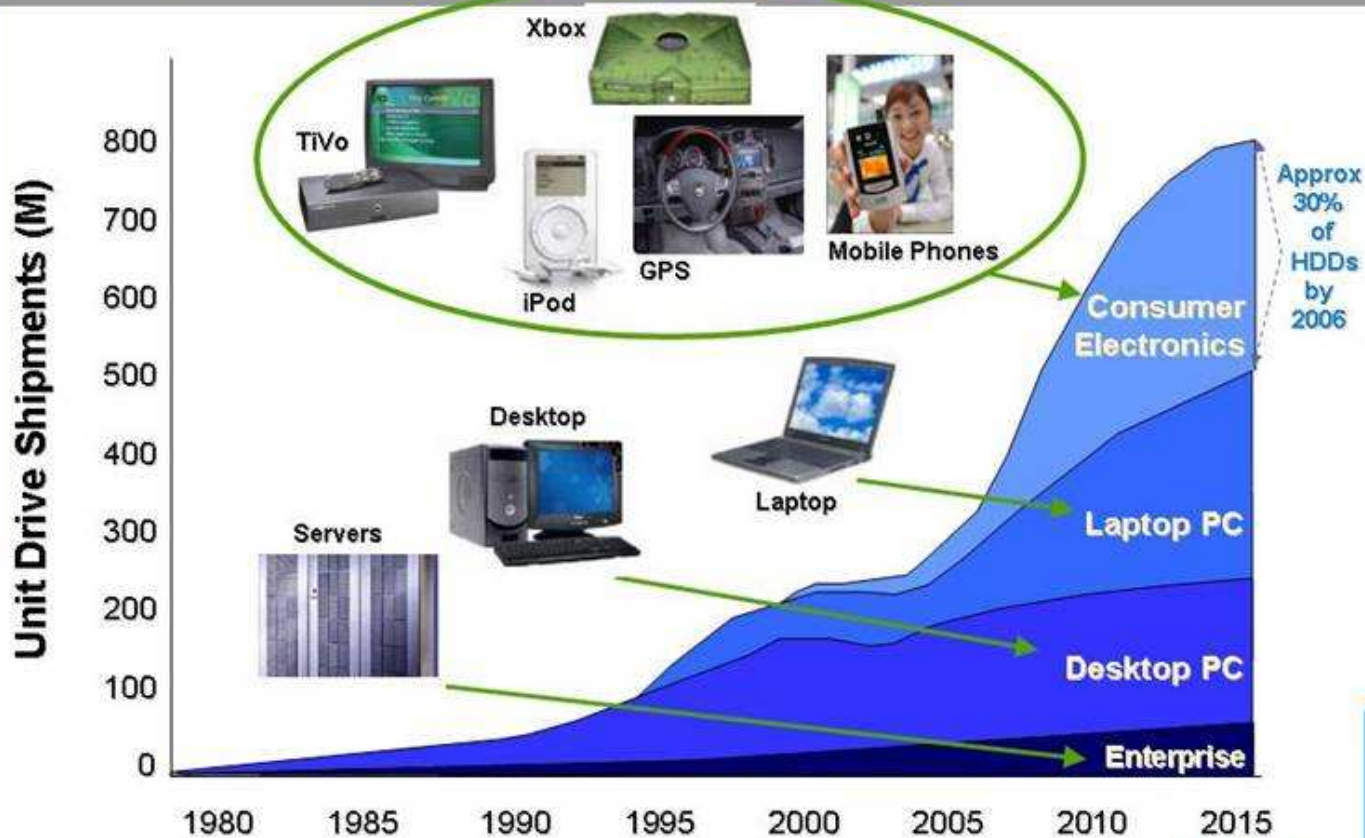 Xbox
TiVo
iPod
GPS
Mobile Phones
Approx
30%
of
HDDs
by
2006
Unit Drive Shipments (M)
800
700
600
500
400
300
200
100
0
Consumer
Electronics
Desktop
Laptop
Servers
Laptop PC
Desktop PC
Enterprise
1980 1985 1990 1995 2000 2005 2010 2015